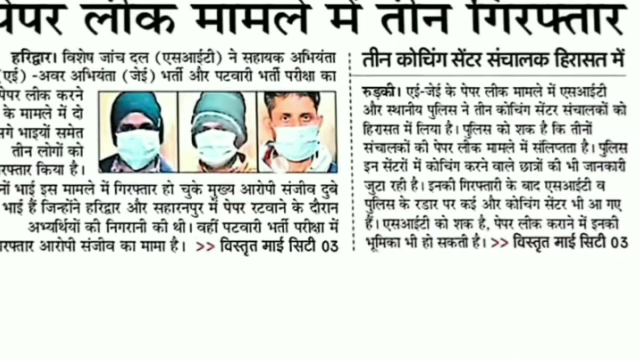 पेपर लीक मामले में तीन गिरफ्तार
हरिद्वार। विशेष जांच दल (एसआईटी) ने सहायक अभियंता
(एई) -अवर अभियंता (जेई) भर्ती और पटवारी भर्ती परीक्षा का
पेपर लीक करने
के मामले में दो
सगे भाइयों समेत
तीन लोगों को
गिरफ्तार किया है।
दोनों भाई इस मामले में गिरफ्तार हो चुके मुख्य आरोपी संजीव दुबे
भाई हैं जिन्होंने हरिद्वार और सहारनपुर में पेपर रटवाने के दौरान
अभ्यर्थियों की निगरानी की थी। वहीं पटवारी भर्ती परीक्षा में
गिरफ्तार आरोपी संजीव का मामा है। >> विस्तृत माई सिटी 03
तीन कोचिंग सेंटर संचालक हिरासत में
रुड़की। एई-जेई के पेपर लीक मामले में एसआईटी
और स्थानीय पुलिस ने तीन कोचिंग सेंटर संचालकों को
हिरासत में लिया है। पुलिस को शक है कि तीनों
संचालकों की पेपर लीक मामले में संलिप्तता है। पुलिस
इन सेंटरों में कोचिंग करने वाले छात्रों की भी जानकारी
जुटा रही है। इनकी गिरफ्तारी के बाद एसआईटी व
पुलिस के रडार पर कई और कोचिंग सेंटर भी आ गए
हैं। एसआईटी को शक है, पेपर लीक कराने में इनकी
भूमिका भी हो सकती है। >> विस्तृत माई सिटी 03